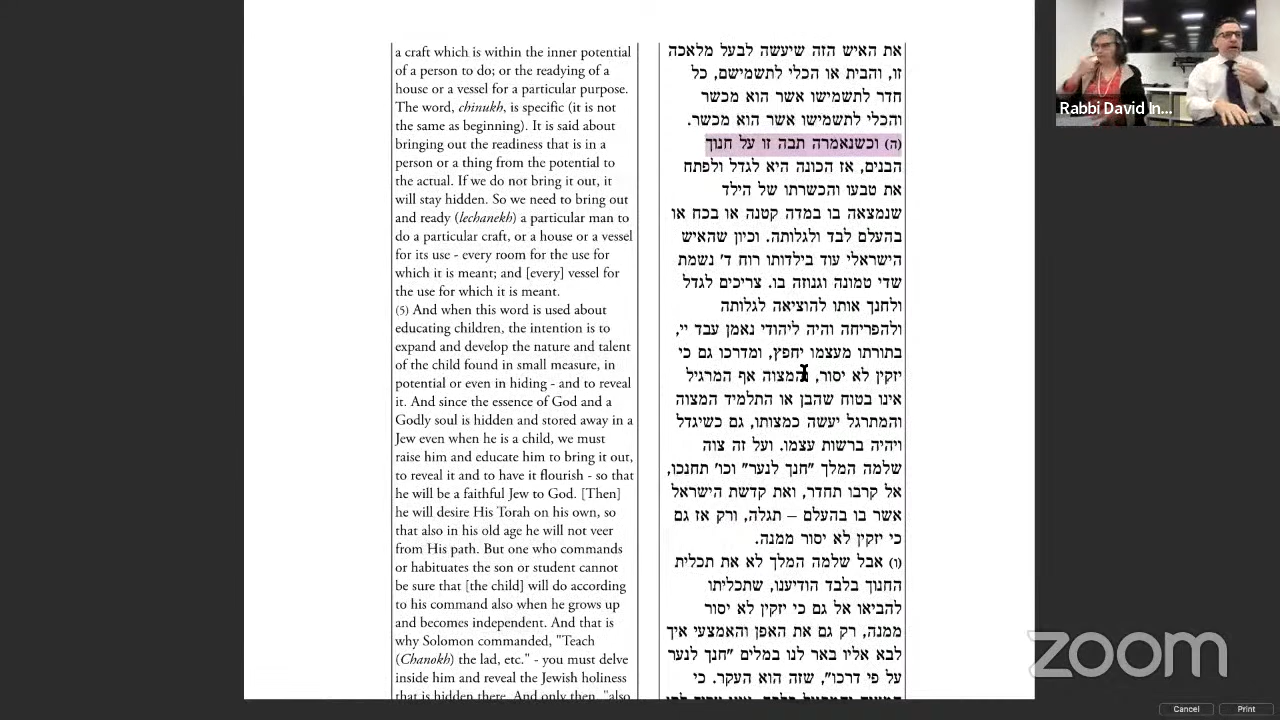 a craft which is within the inner potential
of a person to do; or the readying of a
house or a vessel for a particular purpose.
The word, chinukh, is specific (it is not
the same as beginning). It is said about
bringing out the readiness that is in a
person or a thing from the potential to
the actual. If we do not bring it out, it
will stay hidden. So we need to bring out
and ready (lechanekh) a particular man to
do a particular craft, or a house or a vessel
for its use - every room for the use for
which it is meant; and [every] vessel for
the use for which it is meant.
(5) And when this word is used about
educating children, the intention is to
expand and develop the nature and talent
of the child found in small measure, in
potential or even in hiding - and to reveal
it. And since the essence of God and a
Godly soul is hidden and stored away in a
Jew even when he is a child, we must
raise him and educate him to bring it out,
to reveal it and to have it flourish - so that
he will be a faithful Jew to God. [Then]
he will desire His Torah on his own, so
that also in his old age he will not veer
from His path. But one who commands
or habituates the son or student cannot
be sure that [the child] will do according
to his command also when he grows up
and becomes independent. And that is
why Solomon commanded, "Teach
(Chanokh) the lad, etc." - you must delve
inside him and reveal the Jewish holiness
that is hidden there. And only then, "also
את האיש הזה שיעשה לבעל מלאכה
זו, והבית או הכלי לתשמישם, כל
חדר לתשמישו אשר הוא מכשר
והכלי לתשמישו אשר הוא מכשר.
(ה) וכשנאמרה תבה זו על חנוך
הבנים, אז הכונה היא לגדל ולפתח
את טבעו והכשרתו של הילד
שנמצאה בו במדה קטנה או בכח או
בהעלם לבד ולגלותה. וכיון שהאיש
הישראלי עוד בילדותו רוח ד' נשמת
שדי טמונה וגנוזה בו. צריכים לגדל
ולחנך אותו להוציאה לגלותה
ולהפריחה והיה ליהודי נאמן עבד יי,
בתורתו מעצמו יחפץ, ומדרכו גם כי
יזקין לא יסור, המצוה אף המרגיל
אינו בטוח שהבן או התלמיד המצוה
והמתרגל יעשה כמצותו, גם כשיגדל
ויהיה ברשות עצמו. ועל זה צוה
שלמה המלך "חנך לנער" וכו' תחנכו,
אל קרבו תחדר, ואת קדשת הישראל
אשר בו בהעלם – תגלה, ורק אז גם
כי יזקין לא יסור ממנה.
(ו) אבל שלמה המלך לא את תכלית
החנוך בלבד הודיענו, שתכליתו
להביאו אל גם כי יזקין לא יסור
ממנה, רק גם את האפן והאמצעי איך
לבא אליו באר לנו במלים "חנך לנער
על פי דרכו", שזה הוא העקר. כי
Rabbi David In...
zoom
Cancel Print